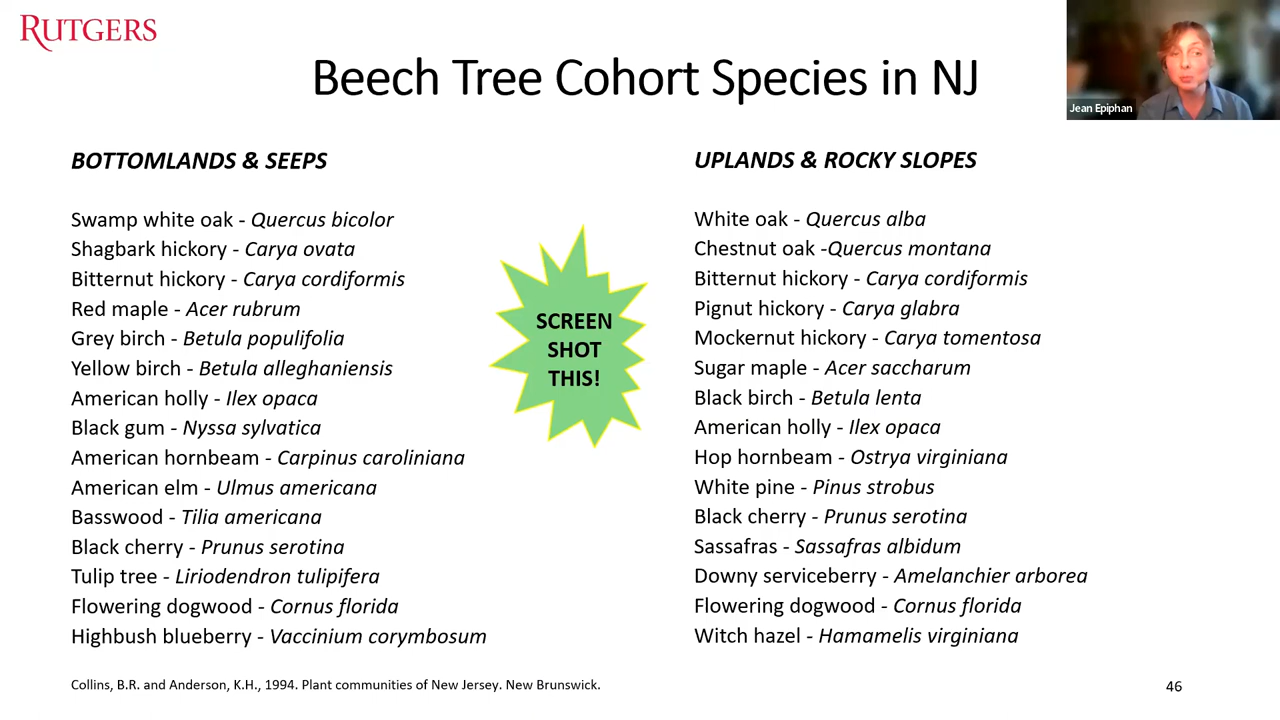 RUTGERS
Beech Tree Cohort Species in NJ
Jean Epiphan
BOTTOMLANDS & SEEPS
Swamp white oak - Quercus bicolor
Shagbark hickory - Carya ovata
Bitternut hickory - Carya cordiformis
Red maple - Acer rubrum
Grey birch - Betula populifolia
Yellow birch - Betula alleghaniensis
American holly - Ilex opaca
Black gum - Nyssa sylvatica
American hornbeam - Carpinus caroliniana
American elm - Ulmus americana
Basswood - Tilia americana
Black cherry - Prunus serotina
Tulip tree - Liriodendron tulipifera
Flowering dogwood - Cornus florida
Highbush blueberry - Vaccinium corymbosum
SCREEN
SHOT
THIS!
UPLANDS & ROCKY SLOPES
White oak - Quercus alba
Chestnut oak -Quercus montana
Bitternut hickory - Carya cordiformis
Pignut hickory - Carya glabra
Mockernut hickory - Carya tomentosa
Sugar maple - Acer saccharum
Black birch - Betula lenta
American holly - Ilex opaca
Hop hornbeam - Ostrya virginiana
White pine - Pinus strobus
Black cherry - Prunus serotina
Sassafras - Sassafras albidum
Downy serviceberry - Amelanchier arborea
Flowering dogwood - Cornus florida
Witch hazel - Hamamelis virginiana
Collins, B.R. and Anderson, K.H., 1994. Plant communities of New Jersey. New Brunswick.
46